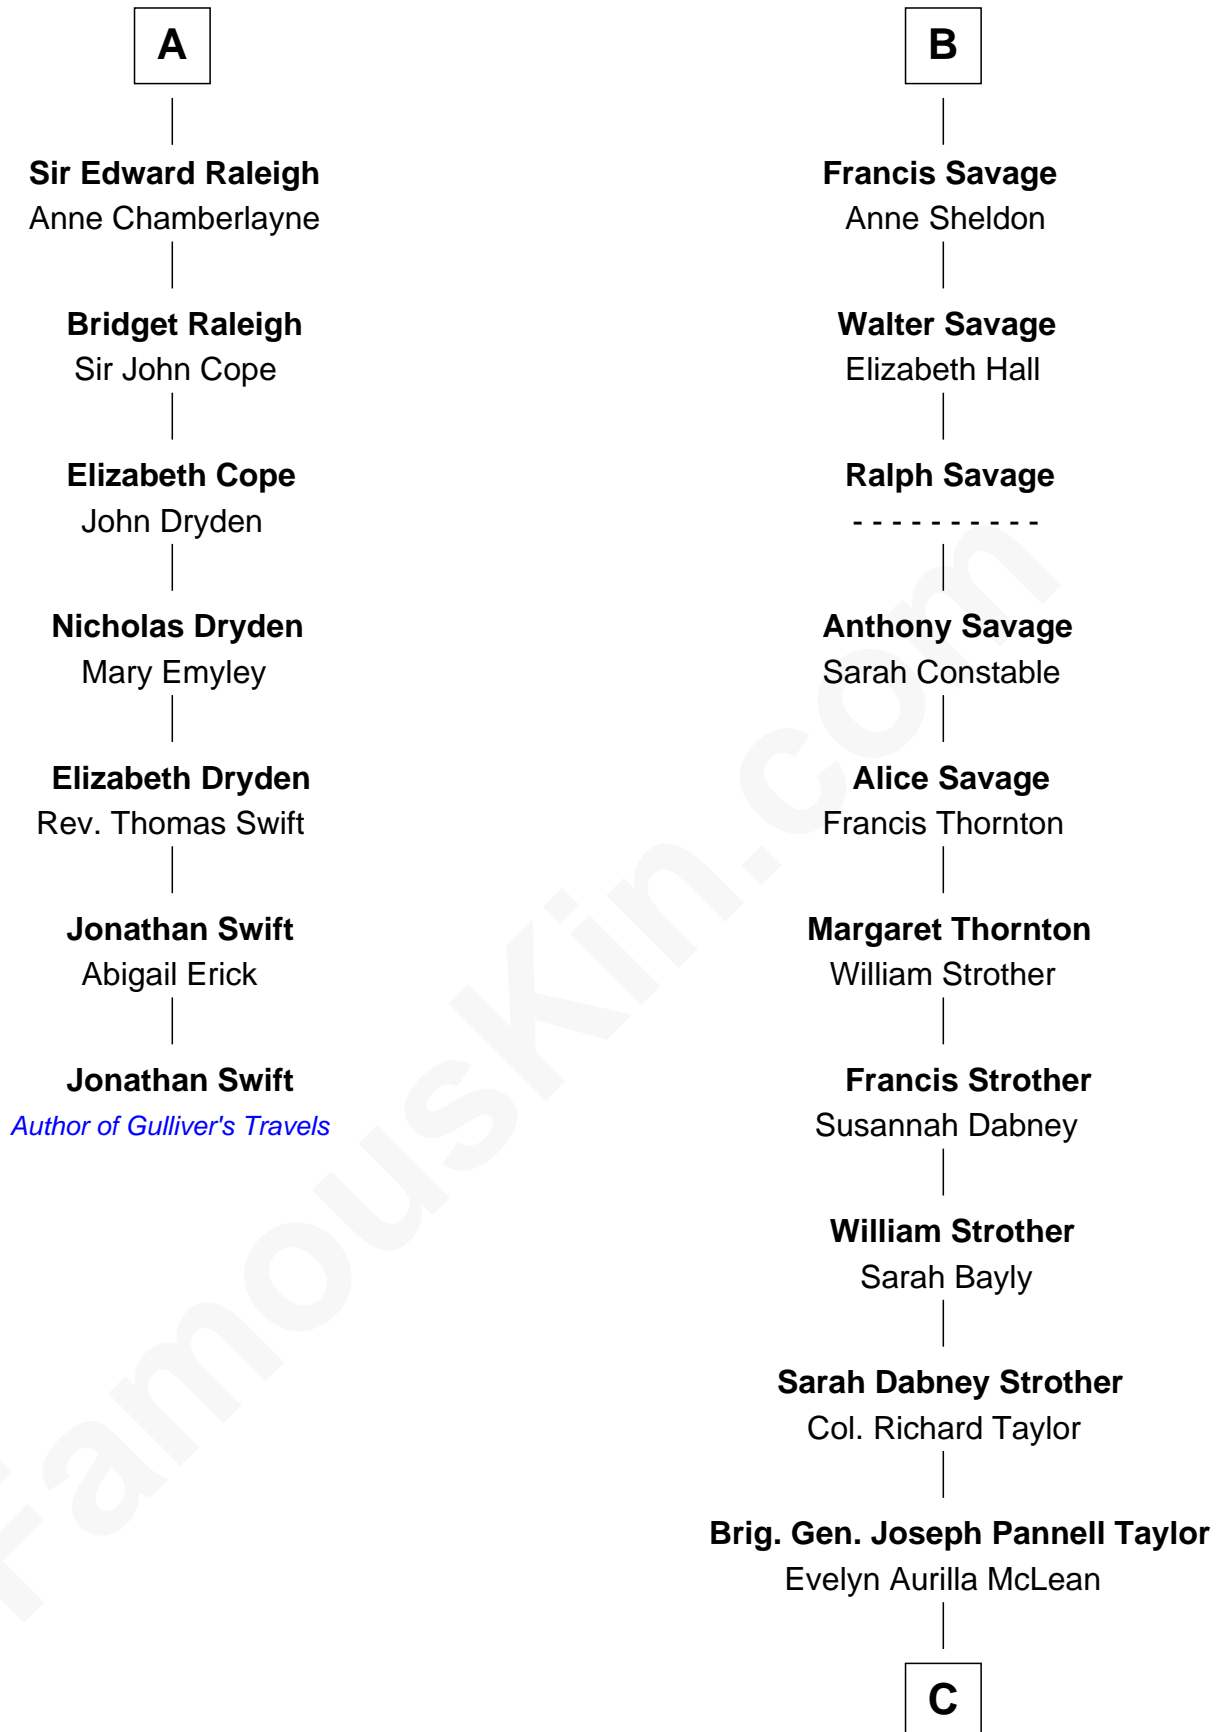 A
Sir Edward Raleigh
Anne Chamberlayne
Bridget Raleigh
Sir John Cope
Elizabeth Cope
John Dryden
Nicholas Dryden
Mary Emyley
Elizabeth Dryden
Rev. Thomas Swift
Jonathan Swift
Abigail Erick
Jonathan Swift
Author of Gulliver's Travels
B
Francis Savage
Anne Sheldon
Walter Savage
Elizabeth Hall
Ralph Savage
- - - - - - - - - -
Anthony Savage
Sarah Constable
Alice Savage
Francis Thornton
Margaret Thornton
William Strother
Francis Strother
Susannah Dabney
William Strother
Sarah Bayly
Sarah Dabney Strother
Col. Richard Taylor
Brig. Gen. Joseph Pannell Taylor
Evelyn Aurilla McLean
C
FamousKin.com